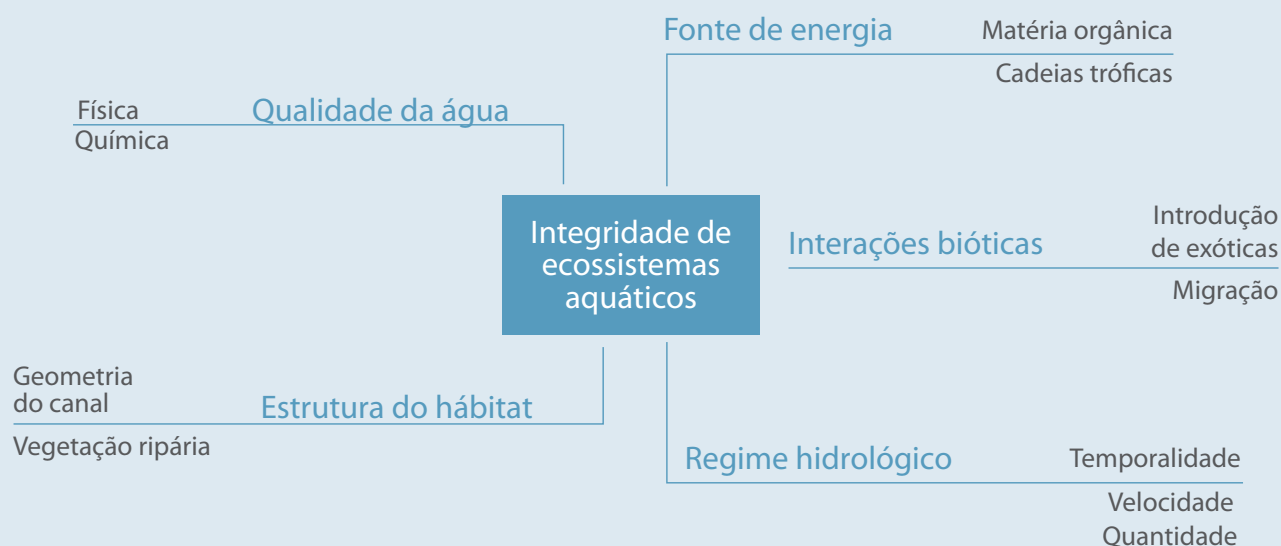 Fonte de energia
Matéria orgânica
Cadeias tróficas
Física
Química
Qualidade da água
Integridade de
ecossistemas
aquáticos
Interações bióticas
Introdução
de exóticas
Migração
Geometria
do canal
Vegetação ripária
Estrutura do hábitat
Regime hidrológico
Temporalidade
Velocidade
Quantidade